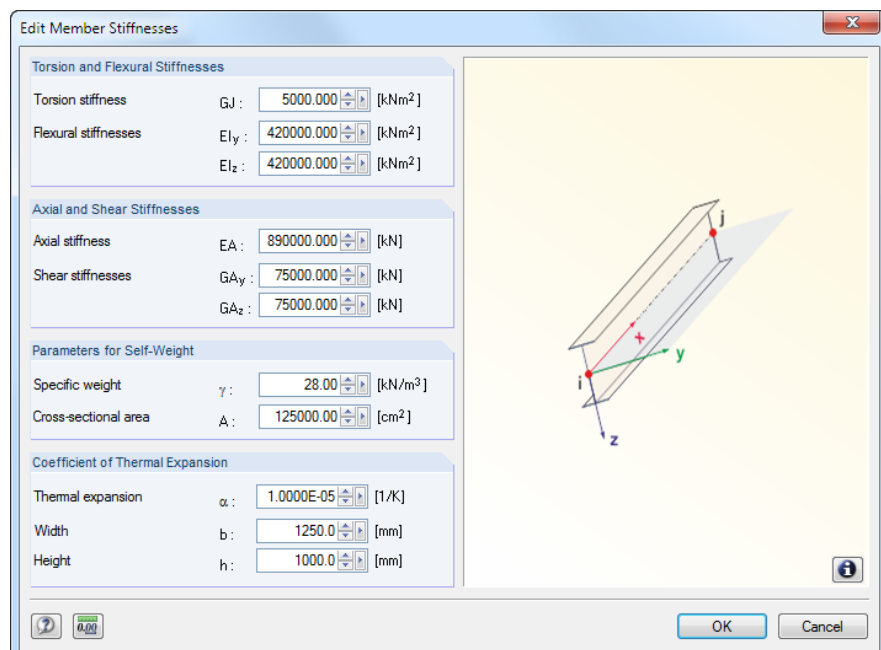 Edit Member Stiffnesses
Torsion and Flexural Stiffnesses
Torsion stiffness GJ : 5000.000 [kNm²]
Flexural stiffnesses EIy : 420000.000 [kNm²]
EIz : 420000.000 [kNm²]
Axial and Shear Stiffnesses
Axial stiffness EA : 890000.000 [kN]
Shear stiffnesses GAy : 75000.000 [kN]
GAz : 75000.000 [kN]
Parameters for Self-Weight
Specific weight γ : 28.00 [kN/m³]
Cross-sectional area A : 125000.00 [cm²]
Coefficient of Thermal Expansion
Thermal expansion α : 1.0000E-05 [1/K]
Width b : 1250.0 [mm]
Height h : 1000.0 [mm]
j
x
y
i
z
0.00
OK
Cancel